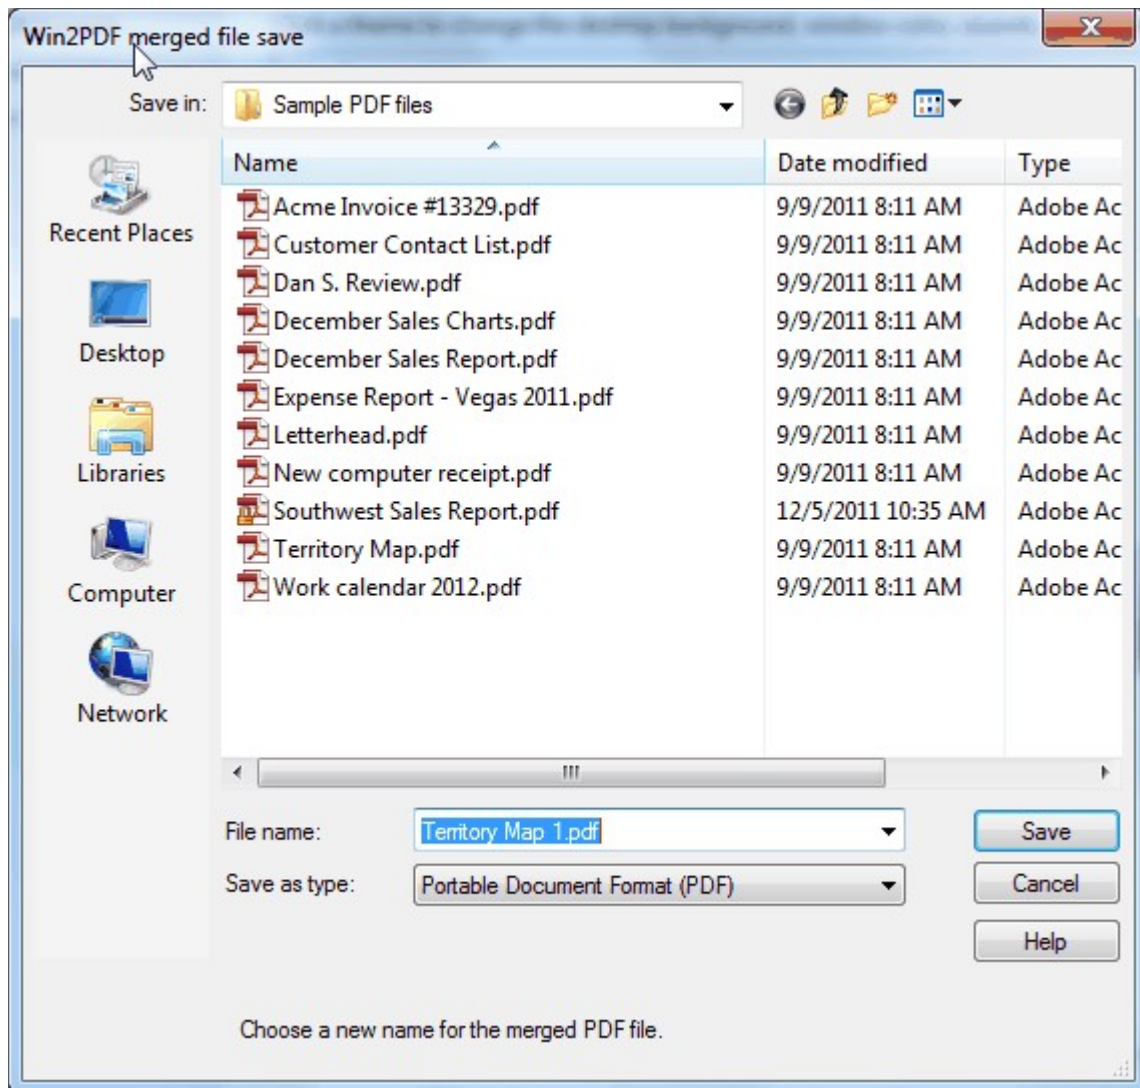 Win2PDF merged file save
Save in: Sample PDF files
Name Date modified Type
Acme Invoice #13329.pdf 9/9/2011 8:11 AM Adobe Ac
Customer Contact List.pdf 9/9/2011 8:11 AM Adobe Ac
Dan S. Review.pdf 9/9/2011 8:11 AM Adobe Ac
December Sales Charts.pdf 9/9/2011 8:11 AM Adobe Ac
December Sales Report.pdf 9/9/2011 8:11 AM Adobe Ac
Expense Report - Vegas 2011.pdf 9/9/2011 8:11 AM Adobe Ac
Letterhead.pdf 9/9/2011 8:11 AM Adobe Ac
New computer receipt.pdf 9/9/2011 8:11 AM Adobe Ac
Southwest Sales Report.pdf 12/5/2011 10:35 AM Adobe Ac
Territory Map.pdf 9/9/2011 8:11 AM Adobe Ac
Work calendar 2012.pdf 9/9/2011 8:11 AM Adobe Ac
Recent Places
Desktop
Libraries
Computer
Network
File name: Territory Map 1.pdf Save
Save as type: Portable Document Format (PDF) Cancel
Help
Choose a new name for the merged PDF file.